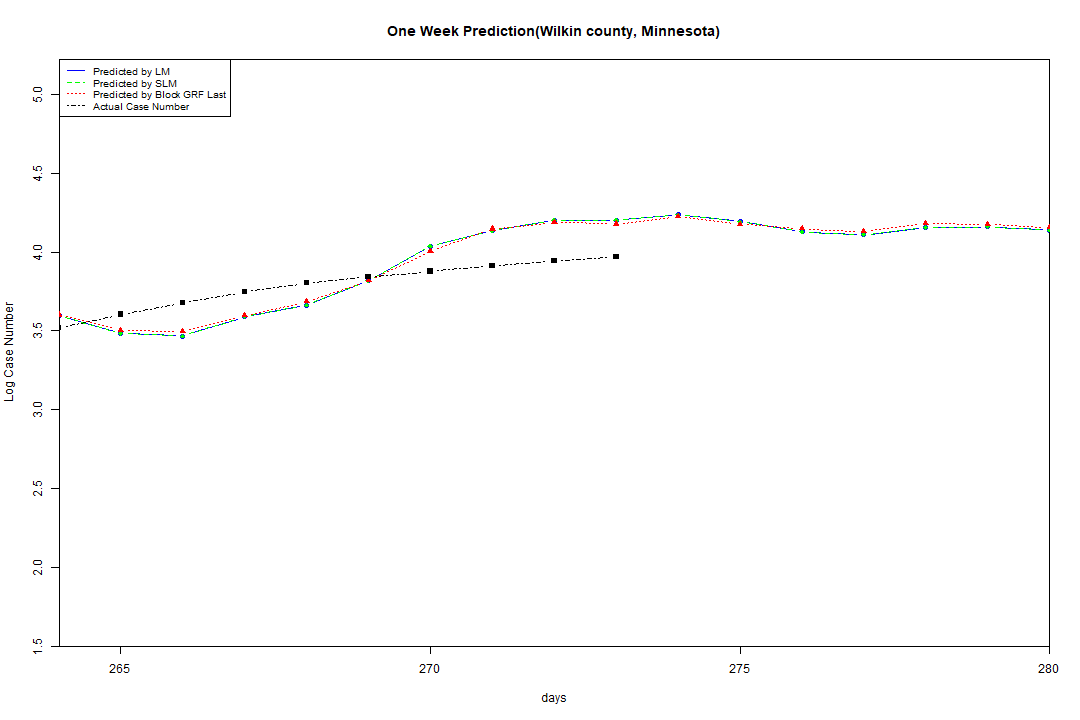 One Week Prediction(Wilkin county, Minnesota)
Predicted by LM
Predicted by SLM
Predicted by Block GRF Last
Actual Case Number
5.0
4.5
4.0
3.5
3.0
2.5
2.0
1.5
Log Case Number
265 270 275 280
days